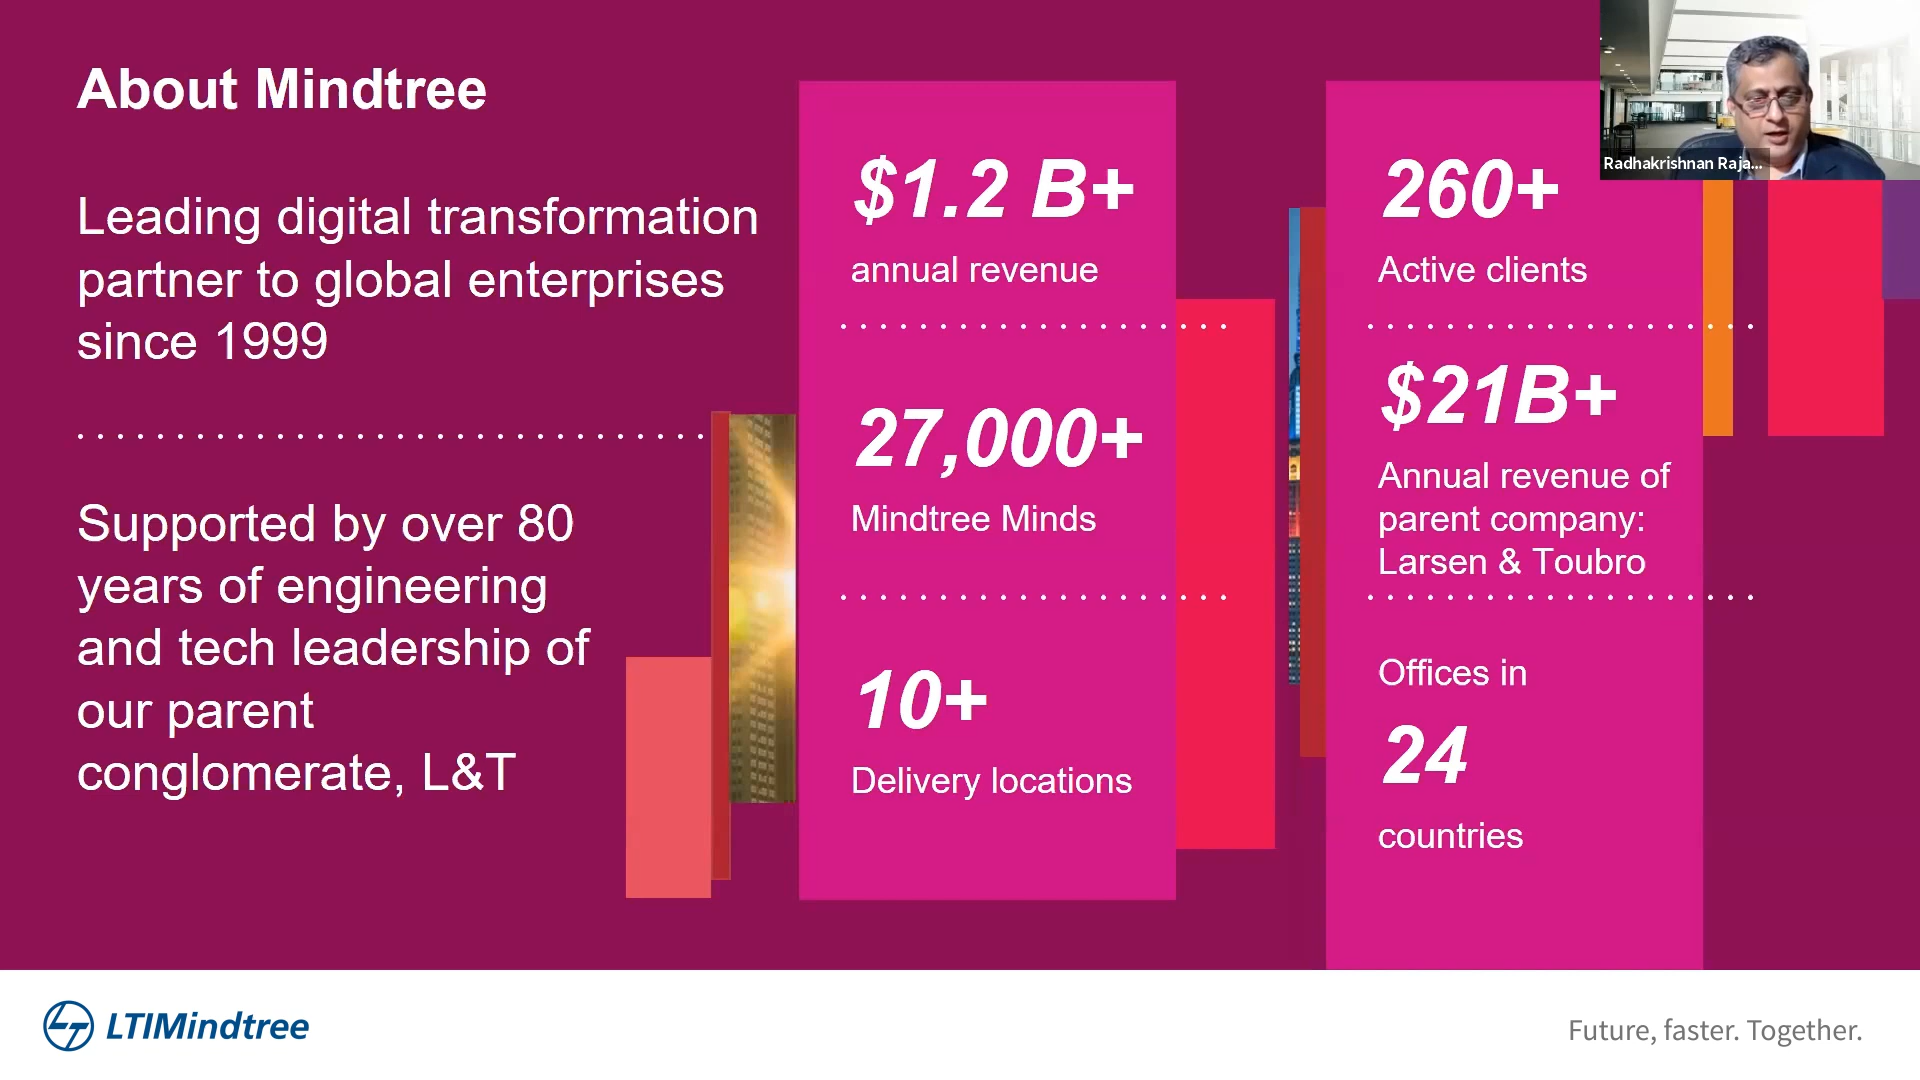 About Mindtree
Leading digital transformation
partner to global enterprises
since 1999
Supported by over 80
years of engineering
and tech leadership of
our parent
conglomerate, L&T
$1.2 B+
annual revenue
27,000+
Mindtree Minds
10+
Delivery locations
260+
Active clients
$21B+
Annual revenue of
parent company:
Larsen & Toubro
Offices in
24
countries
Radhakrishnan Raja...
LTIMindtree
Future, faster. Together.